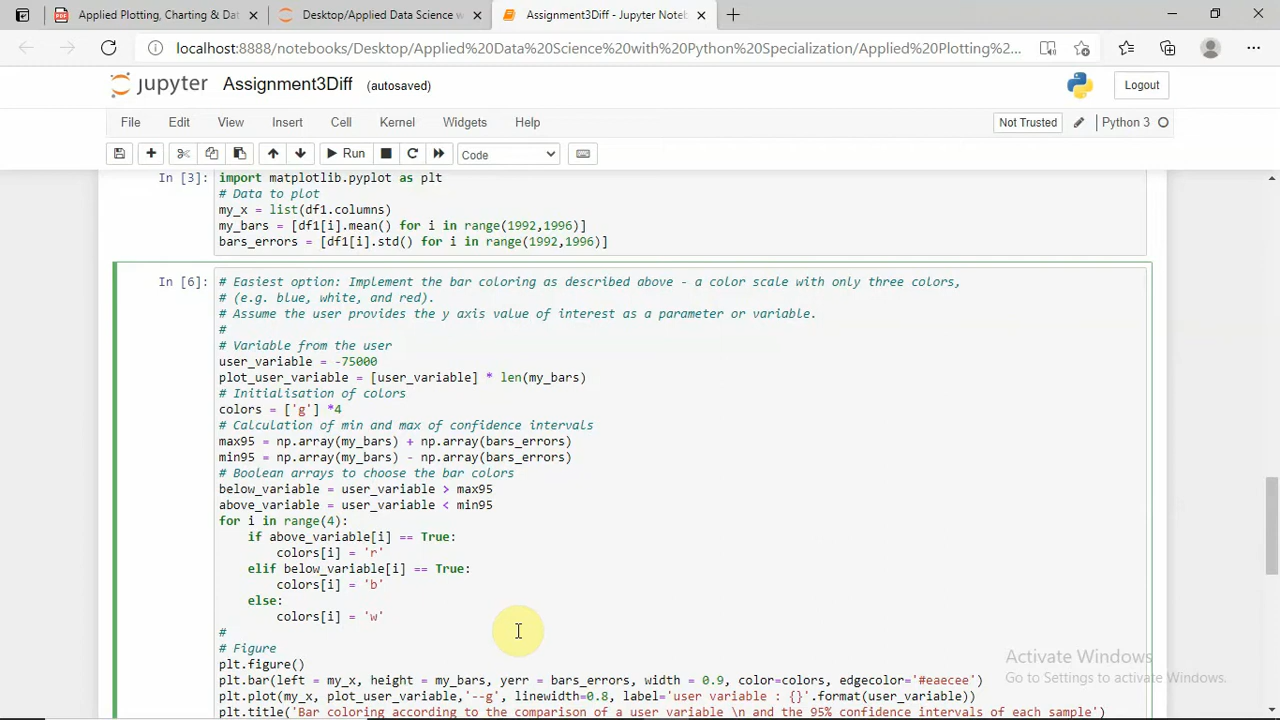 Applied Plotting, Charting & Dat
Desktop/Applied Data Science w
Assignment3Diff - Jupyter Noteb
localhost:8888/notebooks/Desktop/Applied%20Data%20Science%20with%20Python%20Specialization/Applied%20Plotting%2...
jupyter Assignment3Diff (autosaved)
Logout
File Edit View Insert Cell Kernel Widgets Help
Not Trusted Python 3
Run Code
In [3]: import matplotlib.pyplot as plt
# Data to plot
my_x = list(df1.columns)
my_bars = [df1[i].mean() for i in range(1992,1996)]
bars_errors = [df1[i].std() for i in range(1992,1996)]
In [6]: # Easiest option: Implement the bar coloring as described above - a color scale with only three colors,
# (e.g. blue, white, and red).
# Assume the user provides the y axis value of interest as a parameter or variable.
#
# Variable from the user
user_variable = -75000
plot_user_variable = [user_variable] * len(my_bars)
# Initialisation of colors
colors = ['g'] *4
# Calculation of min and max of confidence intervals
max95 = np.array(my_bars) + np.array(bars_errors)
min95 = np.array(my_bars) - np.array(bars_errors)
# Boolean arrays to choose the bar colors
below_variable = user_variable > max95
above_variable = user_variable < min95
for i in range(4):
if above_variable[i] == True:
colors[i] = 'r'
elif below_variable[i] == True:
colors[i] = 'b'
else:
colors[i] = 'w'
#
# Figure
plt.figure()
plt.bar(left = my_x, height = my_bars, yerr = bars_errors, width = 0.9, color=colors, edgecolor='#eaecee')
plt.plot(my_x, plot_user_variable,'--g', linewidth=0.8, label='user variable : {}'.format(user_variable))
plt.title('Bar coloring according to the comparison of a user variable \n and the 95% confidence intervals of each sample')
Activate Windows
Go to Settings to activate Windows.